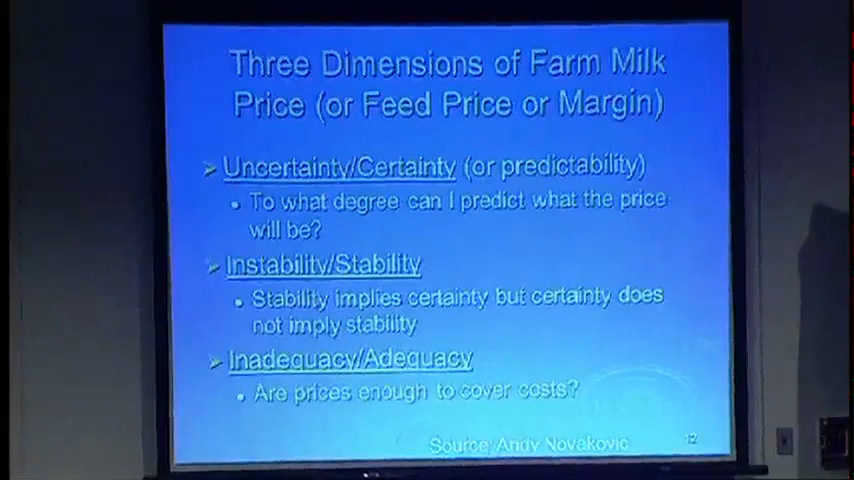 Three Dimensions of Farm Milk
Price (or Feed Price or Margin)
➢ Uncertainty/Certainty (or predictability)
• To what degree can I predict what the price
will be?
➢ Instability/Stability
• Stability implies certainty but certainty does
not imply stability
➢ Inadequacy/Adequacy
• Are prices enough to cover costs?
Source: Andy Novakovic
12